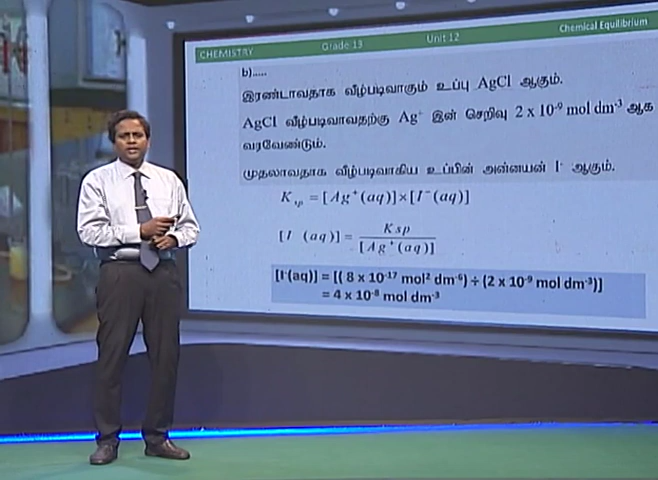 CHEMISTRY Grade 13 Unit 12 Chemical Equilibrium
b).....
இரண்டாவதாக வீழ்படிவாகும் உப்பு AgCl ஆகும்.
AgCl வீழ்படிவாவதற்கு Ag⁺ இன் செறிவு 2 x 10⁻⁹ mol dm⁻³ ஆக
வரவேண்டும்.
முதலாவதாக வீழ்படிவாகிய உப்பின் அன்னயன் I⁻ ஆகும்.
K_sp = [Ag⁺(aq)]×[I⁻(aq)]
[I (aq)] = Ksp / [Ag⁺(aq)]
[I⁻(aq)] = [( 8 x 10⁻¹⁷ mol² dm⁻⁶) ÷ (2 x 10⁻⁹ mol dm⁻³)]
= 4 x 10⁻⁸ mol dm⁻³